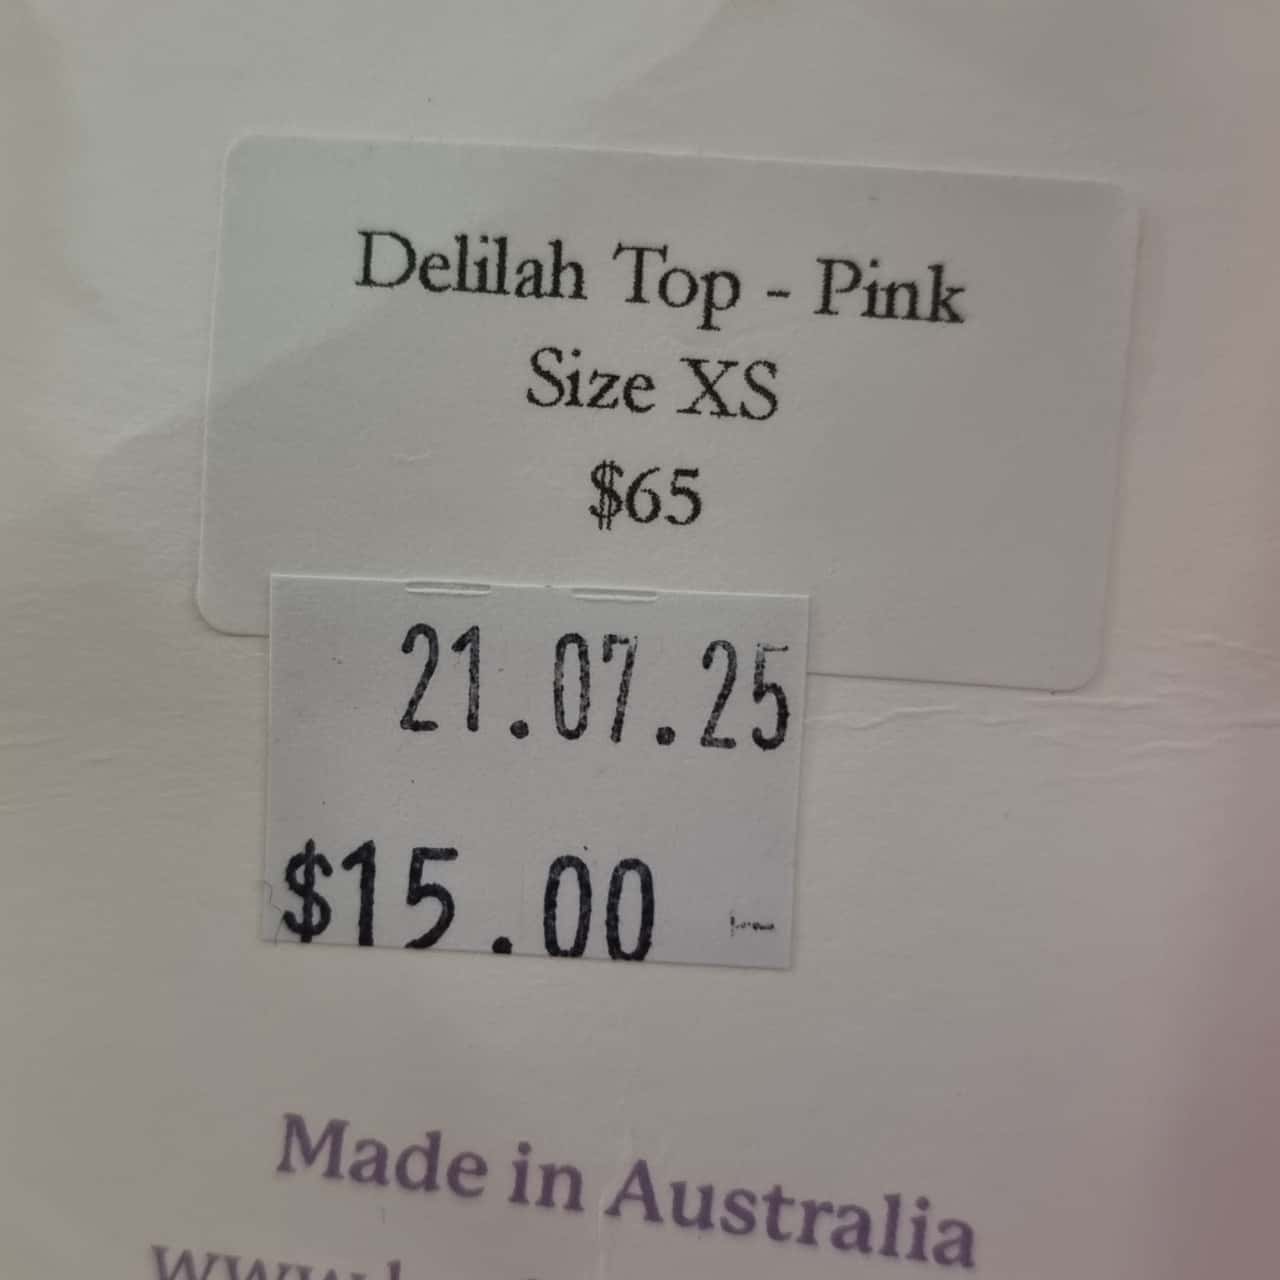 Delilah Top - Pink
Size XS
$65
21.07.25
$15.00
Made in Australia